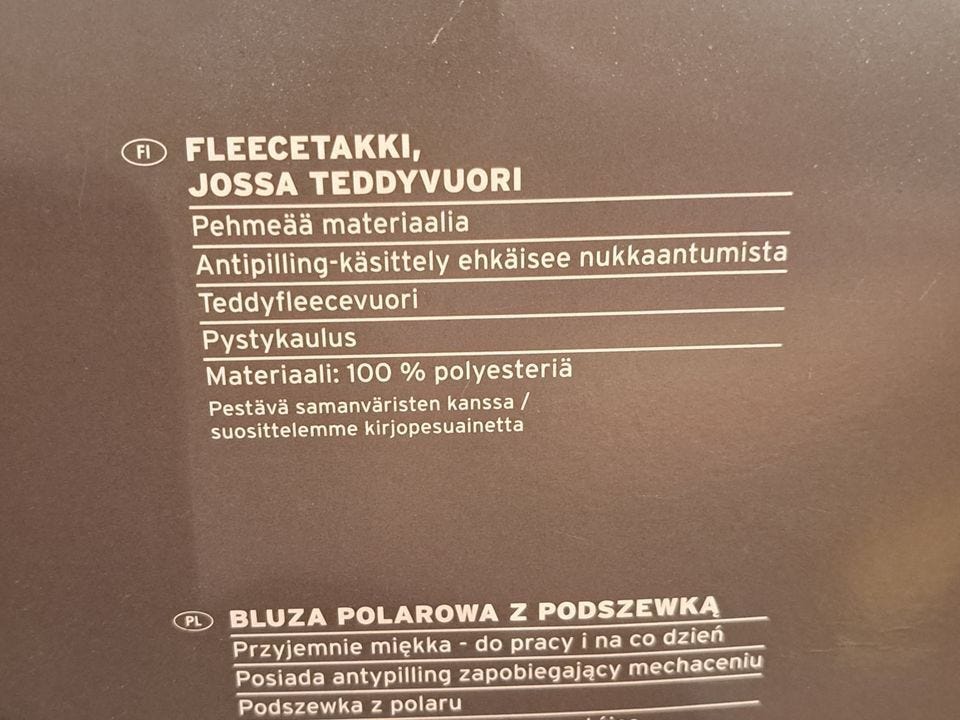 FI
FLEECETAKKI,
JOSSA TEDDYVUORI
Pehmeää materiaalia
Antipilling-käsittely ehkäisee nukkaantumista
Teddyfleecevuori
Pystykaulus
Materiaali: 100 % polyesteriä
Pestävä samanväristen kanssa /
suosittelemme kirjopesuainetta
PL
BLUZA POLAROWA Z PODSZEWKĄ
Przyjemnie miękka - do pracy i na co dzień
Posiada antypilling zapobiegający mechaceniu
Podszewka z polaru